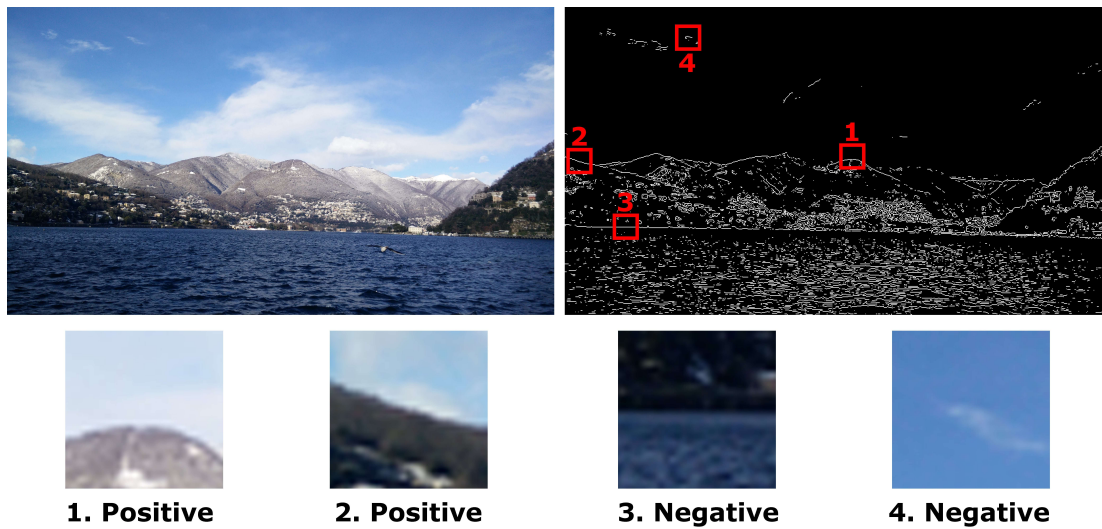 4
1
2
3
1. Positive
2. Positive
3. Negative
4. Negative